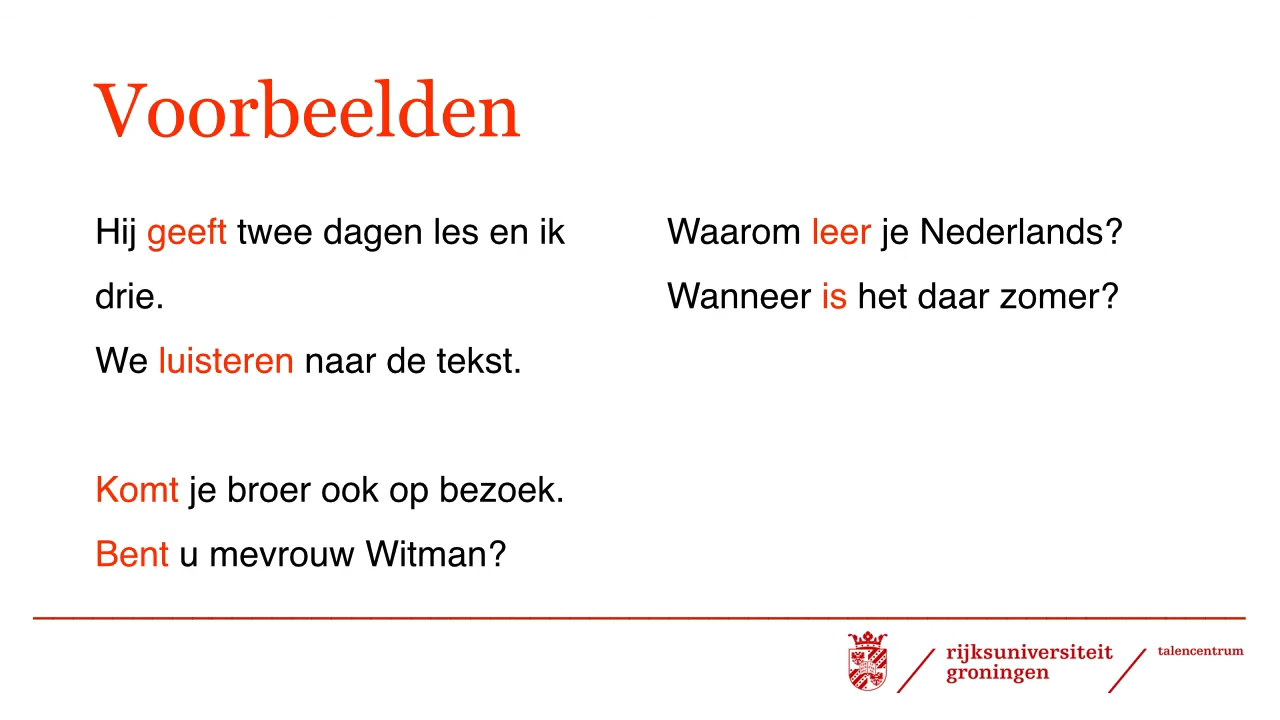 Voorbeelden
Hij geeft twee dagen les en ik
drie.
We luisteren naar de tekst.
Komt je broer ook op bezoek.
Bent u mevrouw Witman?
Waarom leer je Nederlands?
Wanneer is het daar zomer?
rijksuniversiteit
groningen
talencentrum